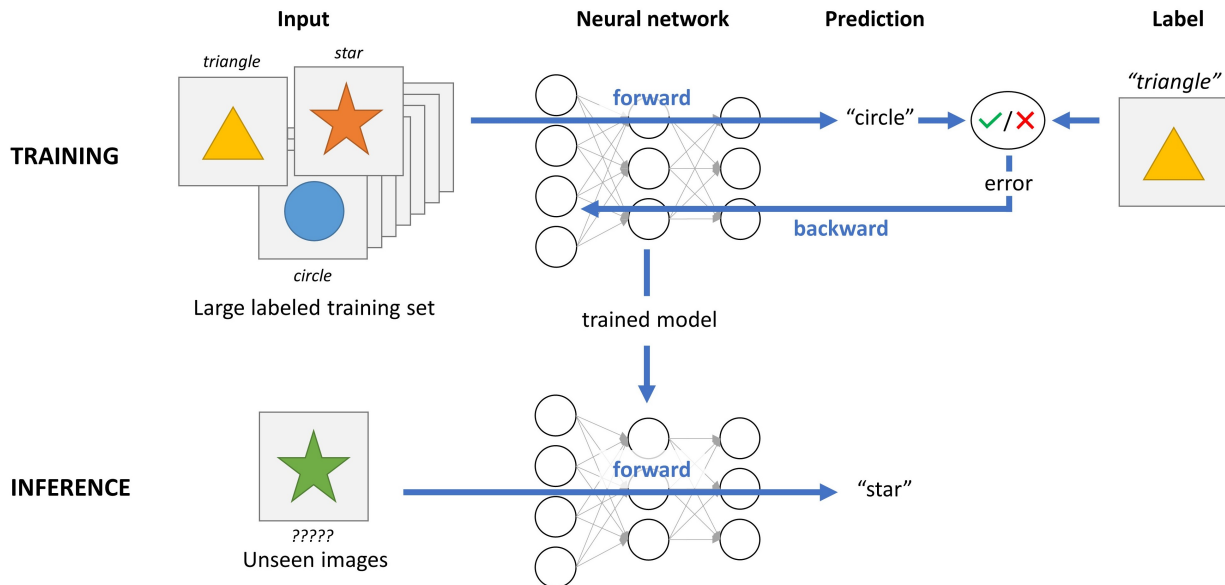 Input
Neural network
Prediction
Label
TRAINING
triangle
star
circle
Large labeled training set
forward
“circle”
/
“triangle”
error
backward
trained model
INFERENCE
?????
Unseen images
forward
“star”